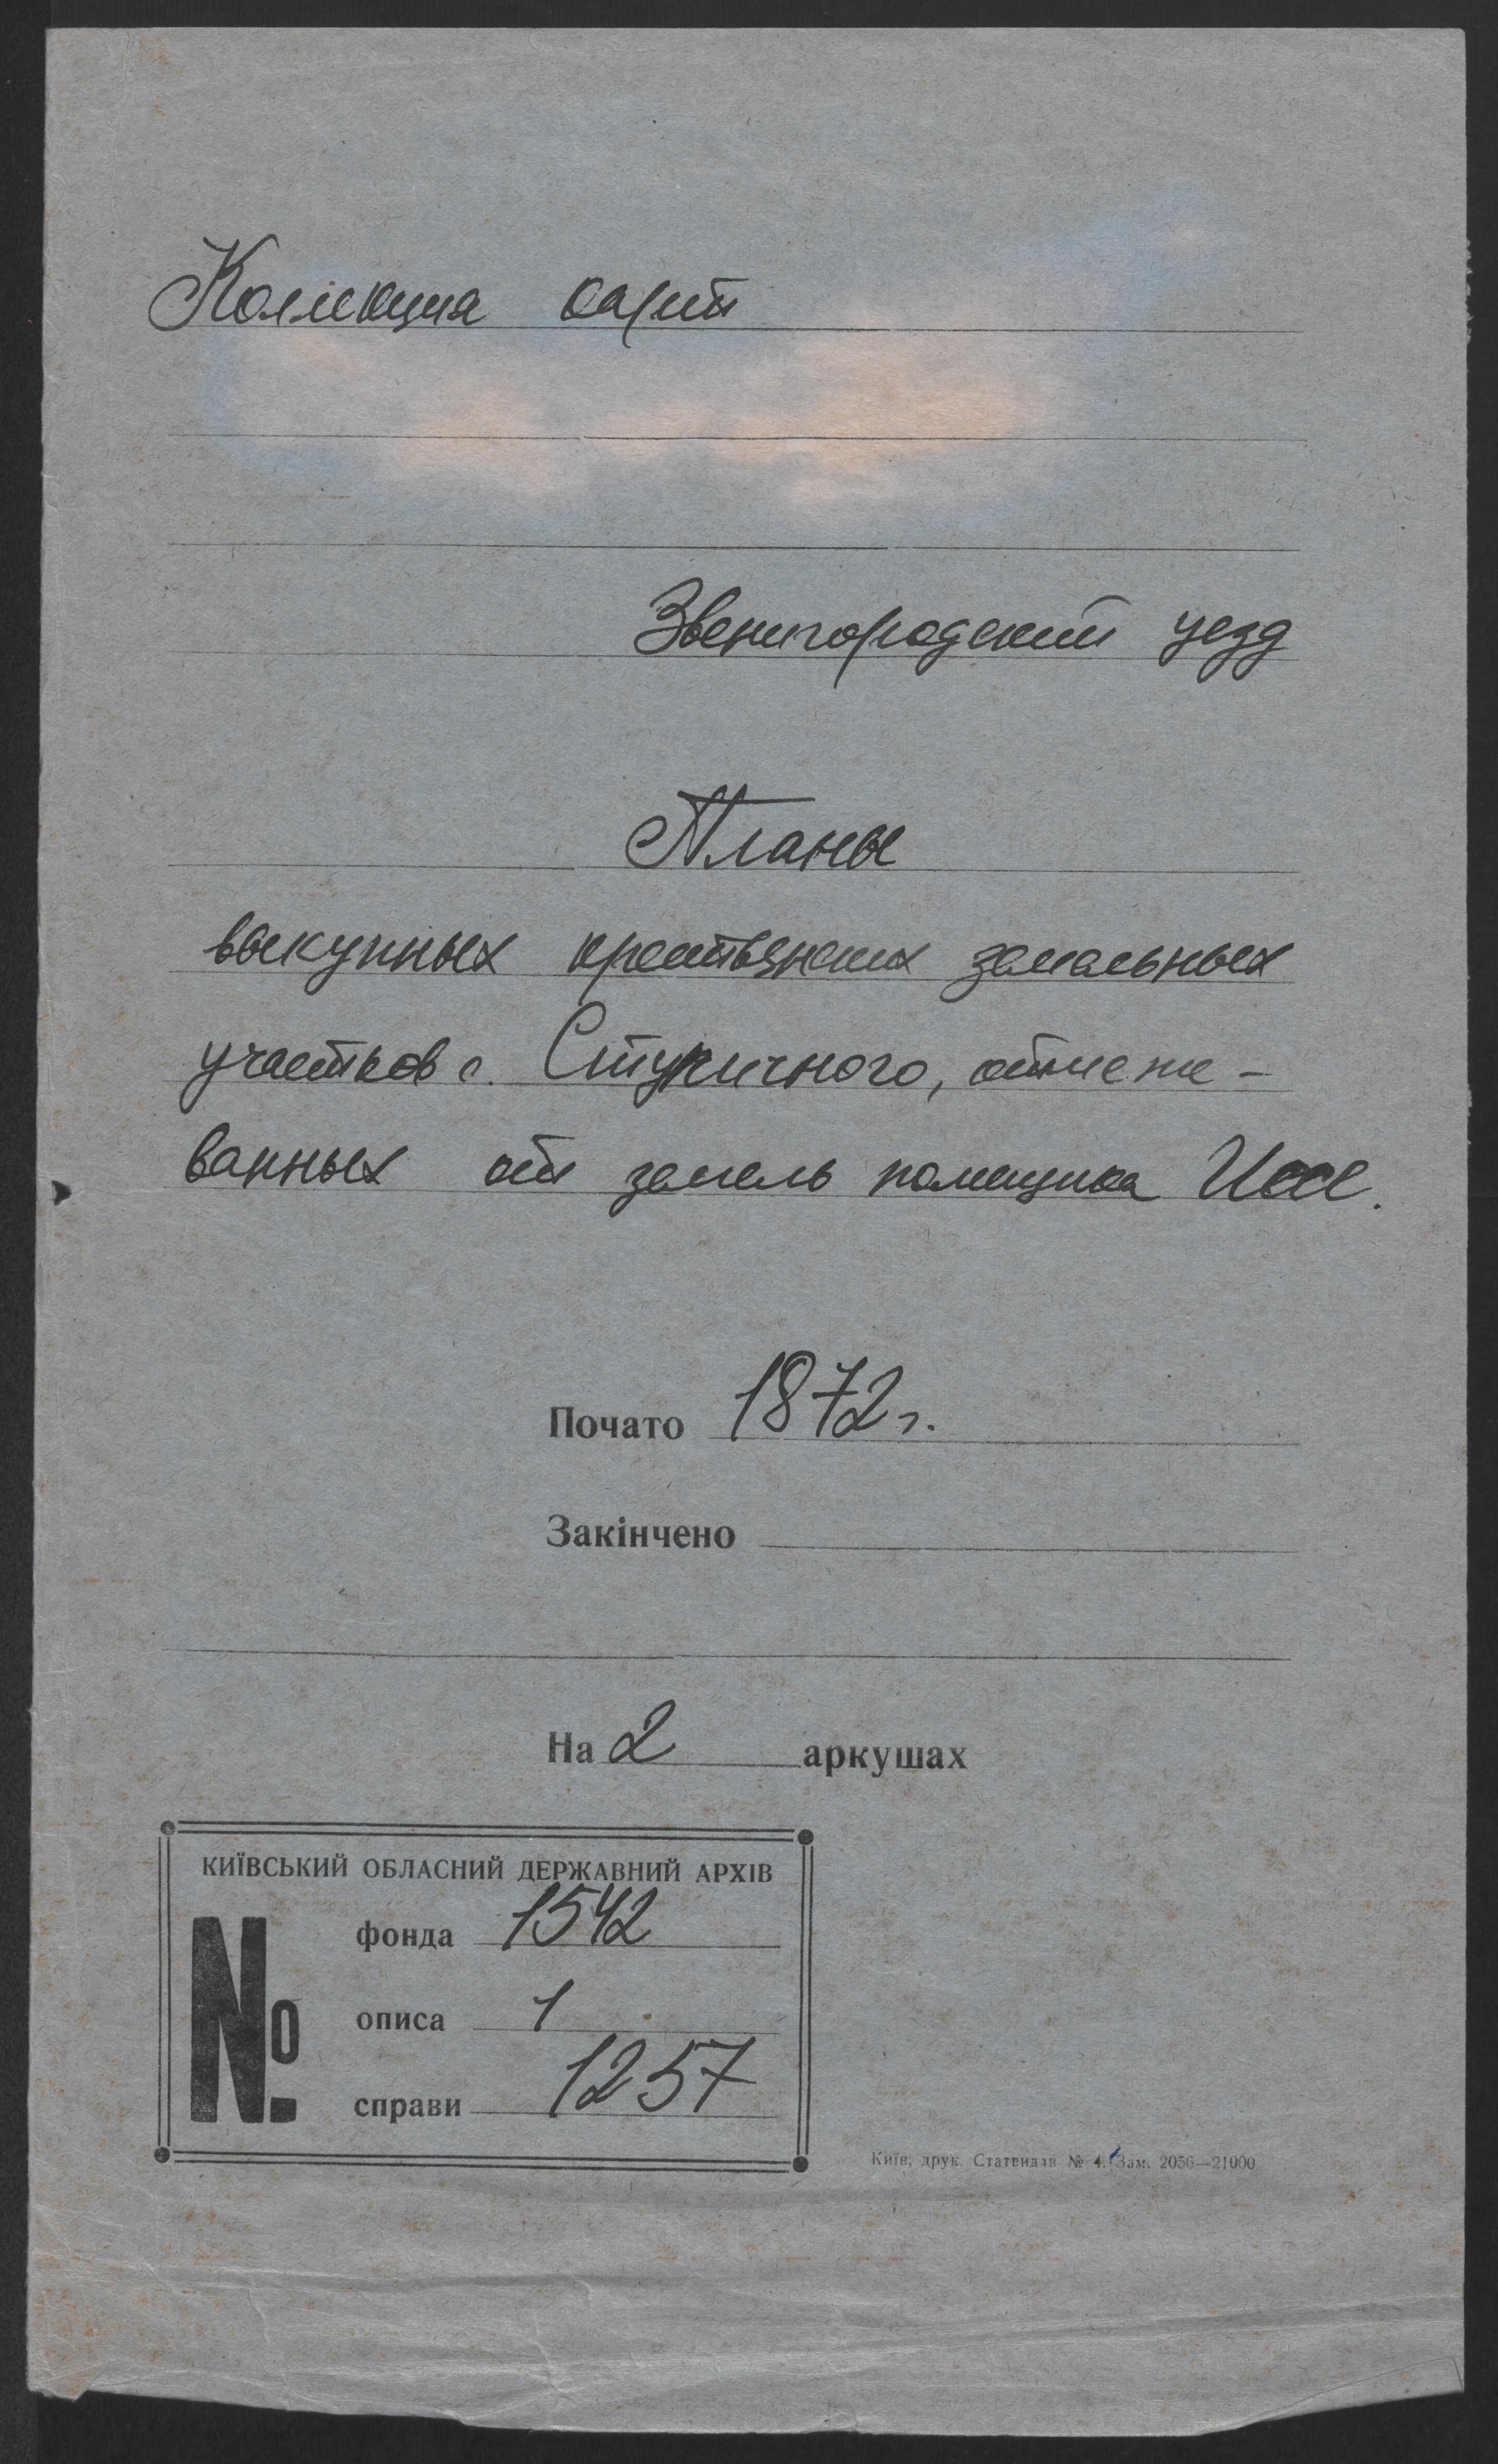 Коллекция карт
Звенигородский уезд
Планы
выкупных крестьянских земельных
участков с. Ступичного, отмеже-
ванных от земель помещика
Почато 1872 г.
Закінчено
На 2 аркушах
КИЇВСЬКИЙ ОБЛАСНИЙ ДЕРЖАВНИЙ АРХІВ
№
фонда 1542
описа 1
справи 1257
Київ, друк. Статвидав № 4. Зам. 2056—21000